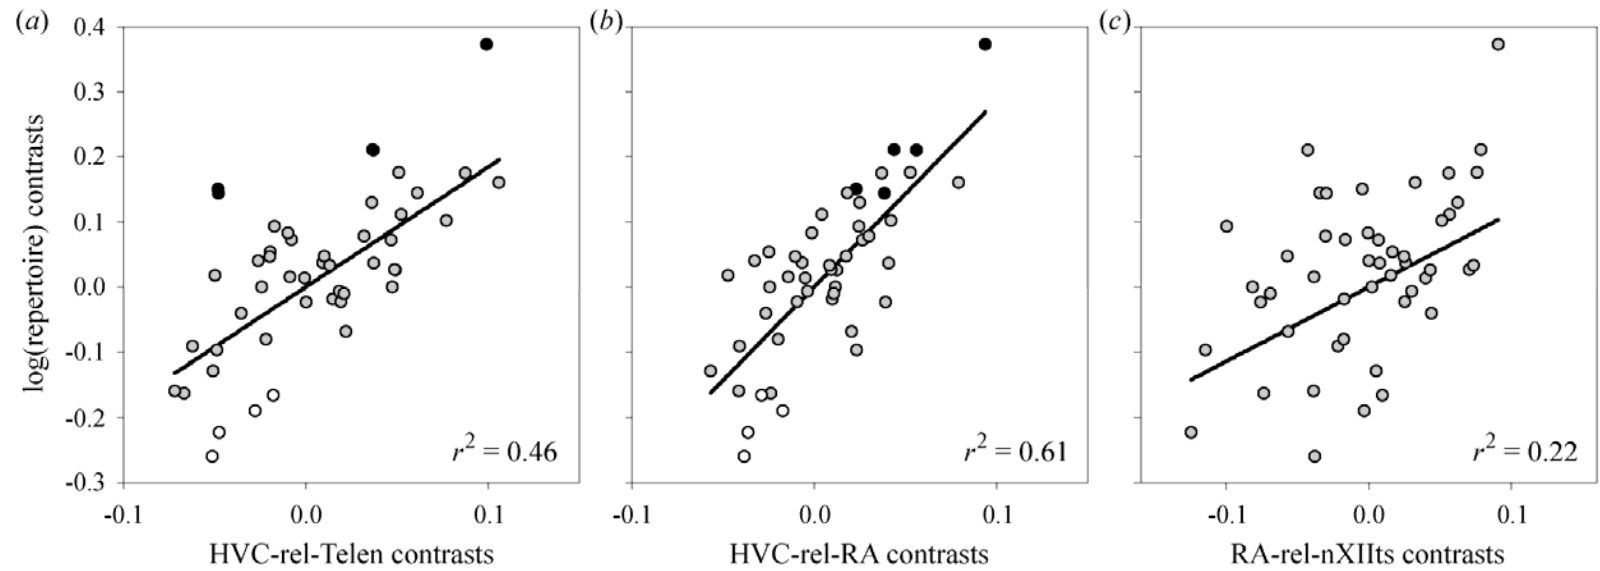 (a) (b) (c)
log(repertoire) contrasts
0.4
0.3
0.2
0.1
0.0
-0.1
-0.2
-0.3
r² = 0.46
r² = 0.61
r² = 0.22
-0.1 0.0 0.1
-0.1 0.0 0.1
-0.1 0.0 0.1
HVC-rel-Telen contrasts
HVC-rel-RA contrasts
RA-rel-nXIIts contrasts